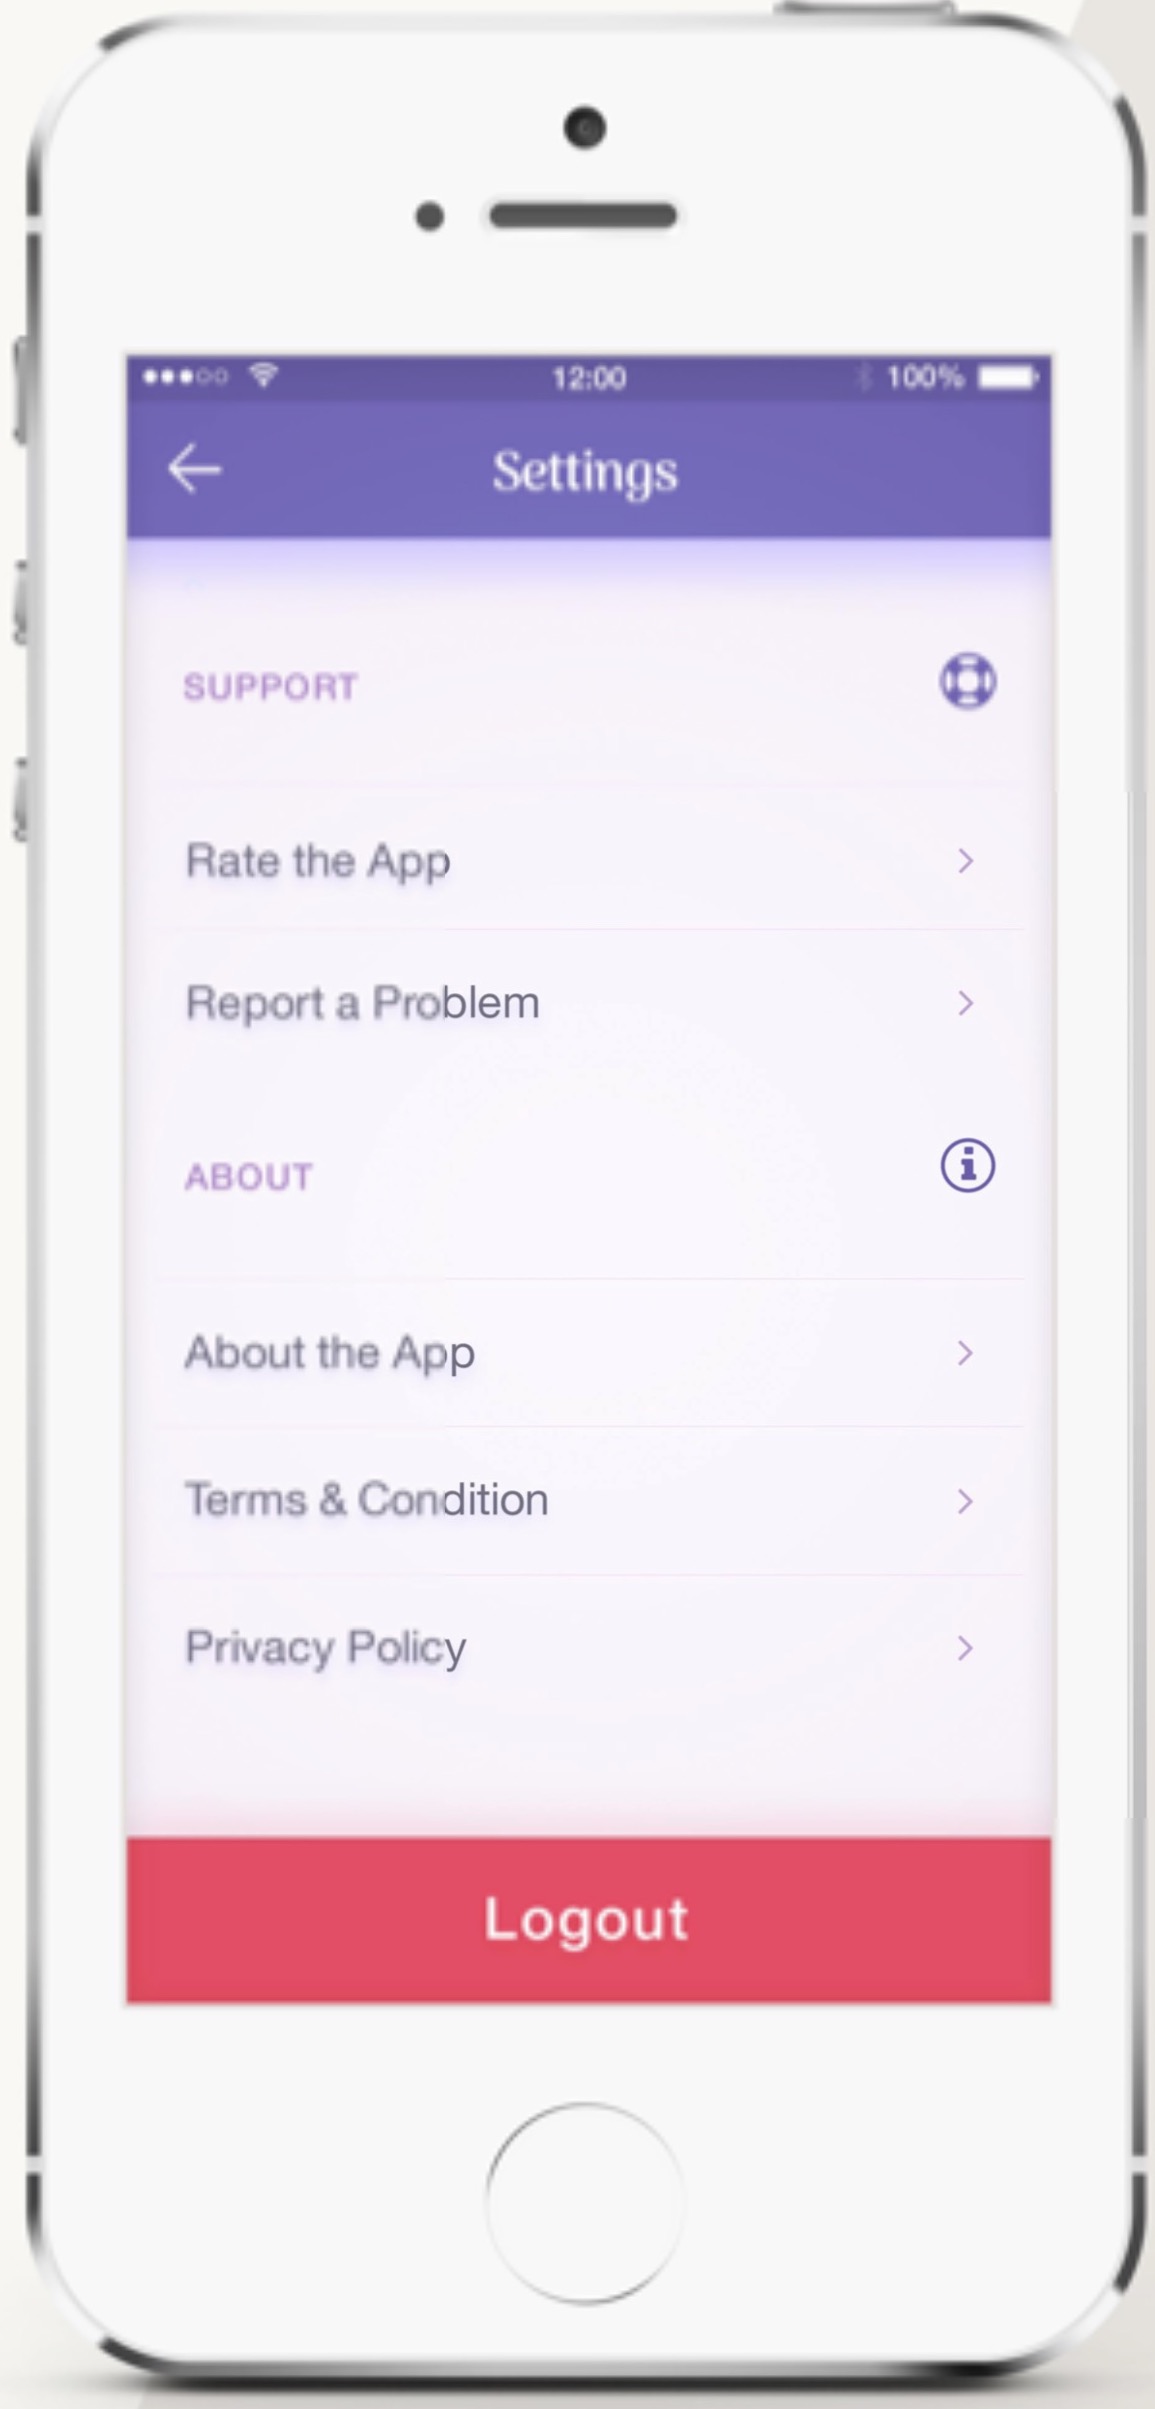 12:00 100%
Settings
SUPPORT
Rate the App
Report a Problem
ABOUT
About the App
Terms & Condition
Privacy Policy
Logout